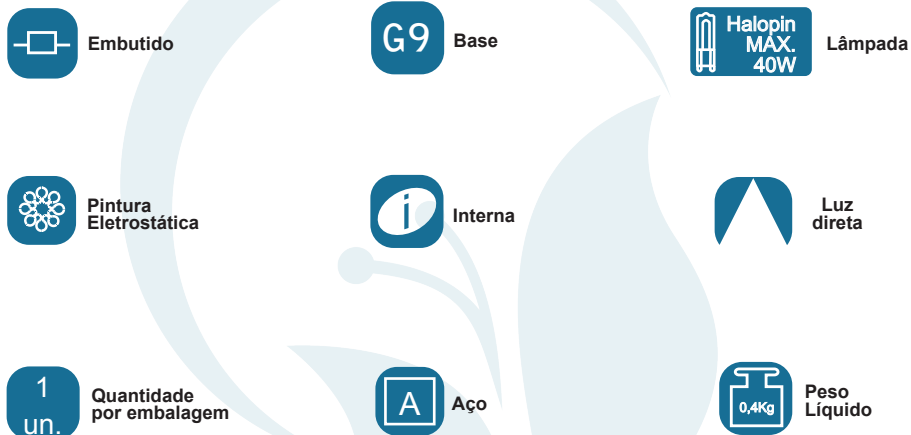 Embutido
G9
Base
Halopin
MÁX.
40W
Lâmpada
Pintura
Eletrostática
i
Interna
Luz
direta
1
un.
Quantidade
por embalagem
A
Aço
0,4Kg
Peso
Líquido